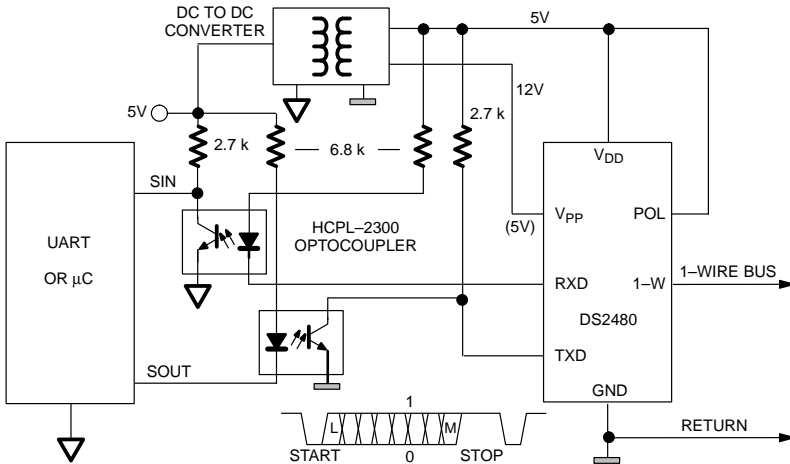 DC TO DC
CONVERTER
5V
12V
5V
2.7 k
6.8 k
2.7 k
VDD
SIN
VPP
(5V)
POL
HCPL–2300
OPTOCOUPLER
UART
OR µC
RXD
1–W
1–WIRE BUS
DS2480
SOUT
TXD
GND
1
L
M
START
0
STOP
RETURN